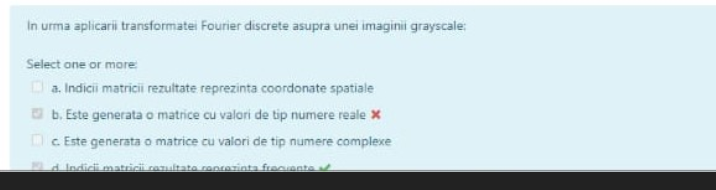 In urma aplicarii transformatei Fourier discrete asupra unei imaginii grayscale:
Select one or more:
a. Indicii matricii rezultate reprezinta coordonate spatiale
b. Este generata o matrice cu valori de tip numere reale
c. Este generata o matrice cu valori de tip numere complexe
d. Indicii matricii rezultate reprezinta frecvente